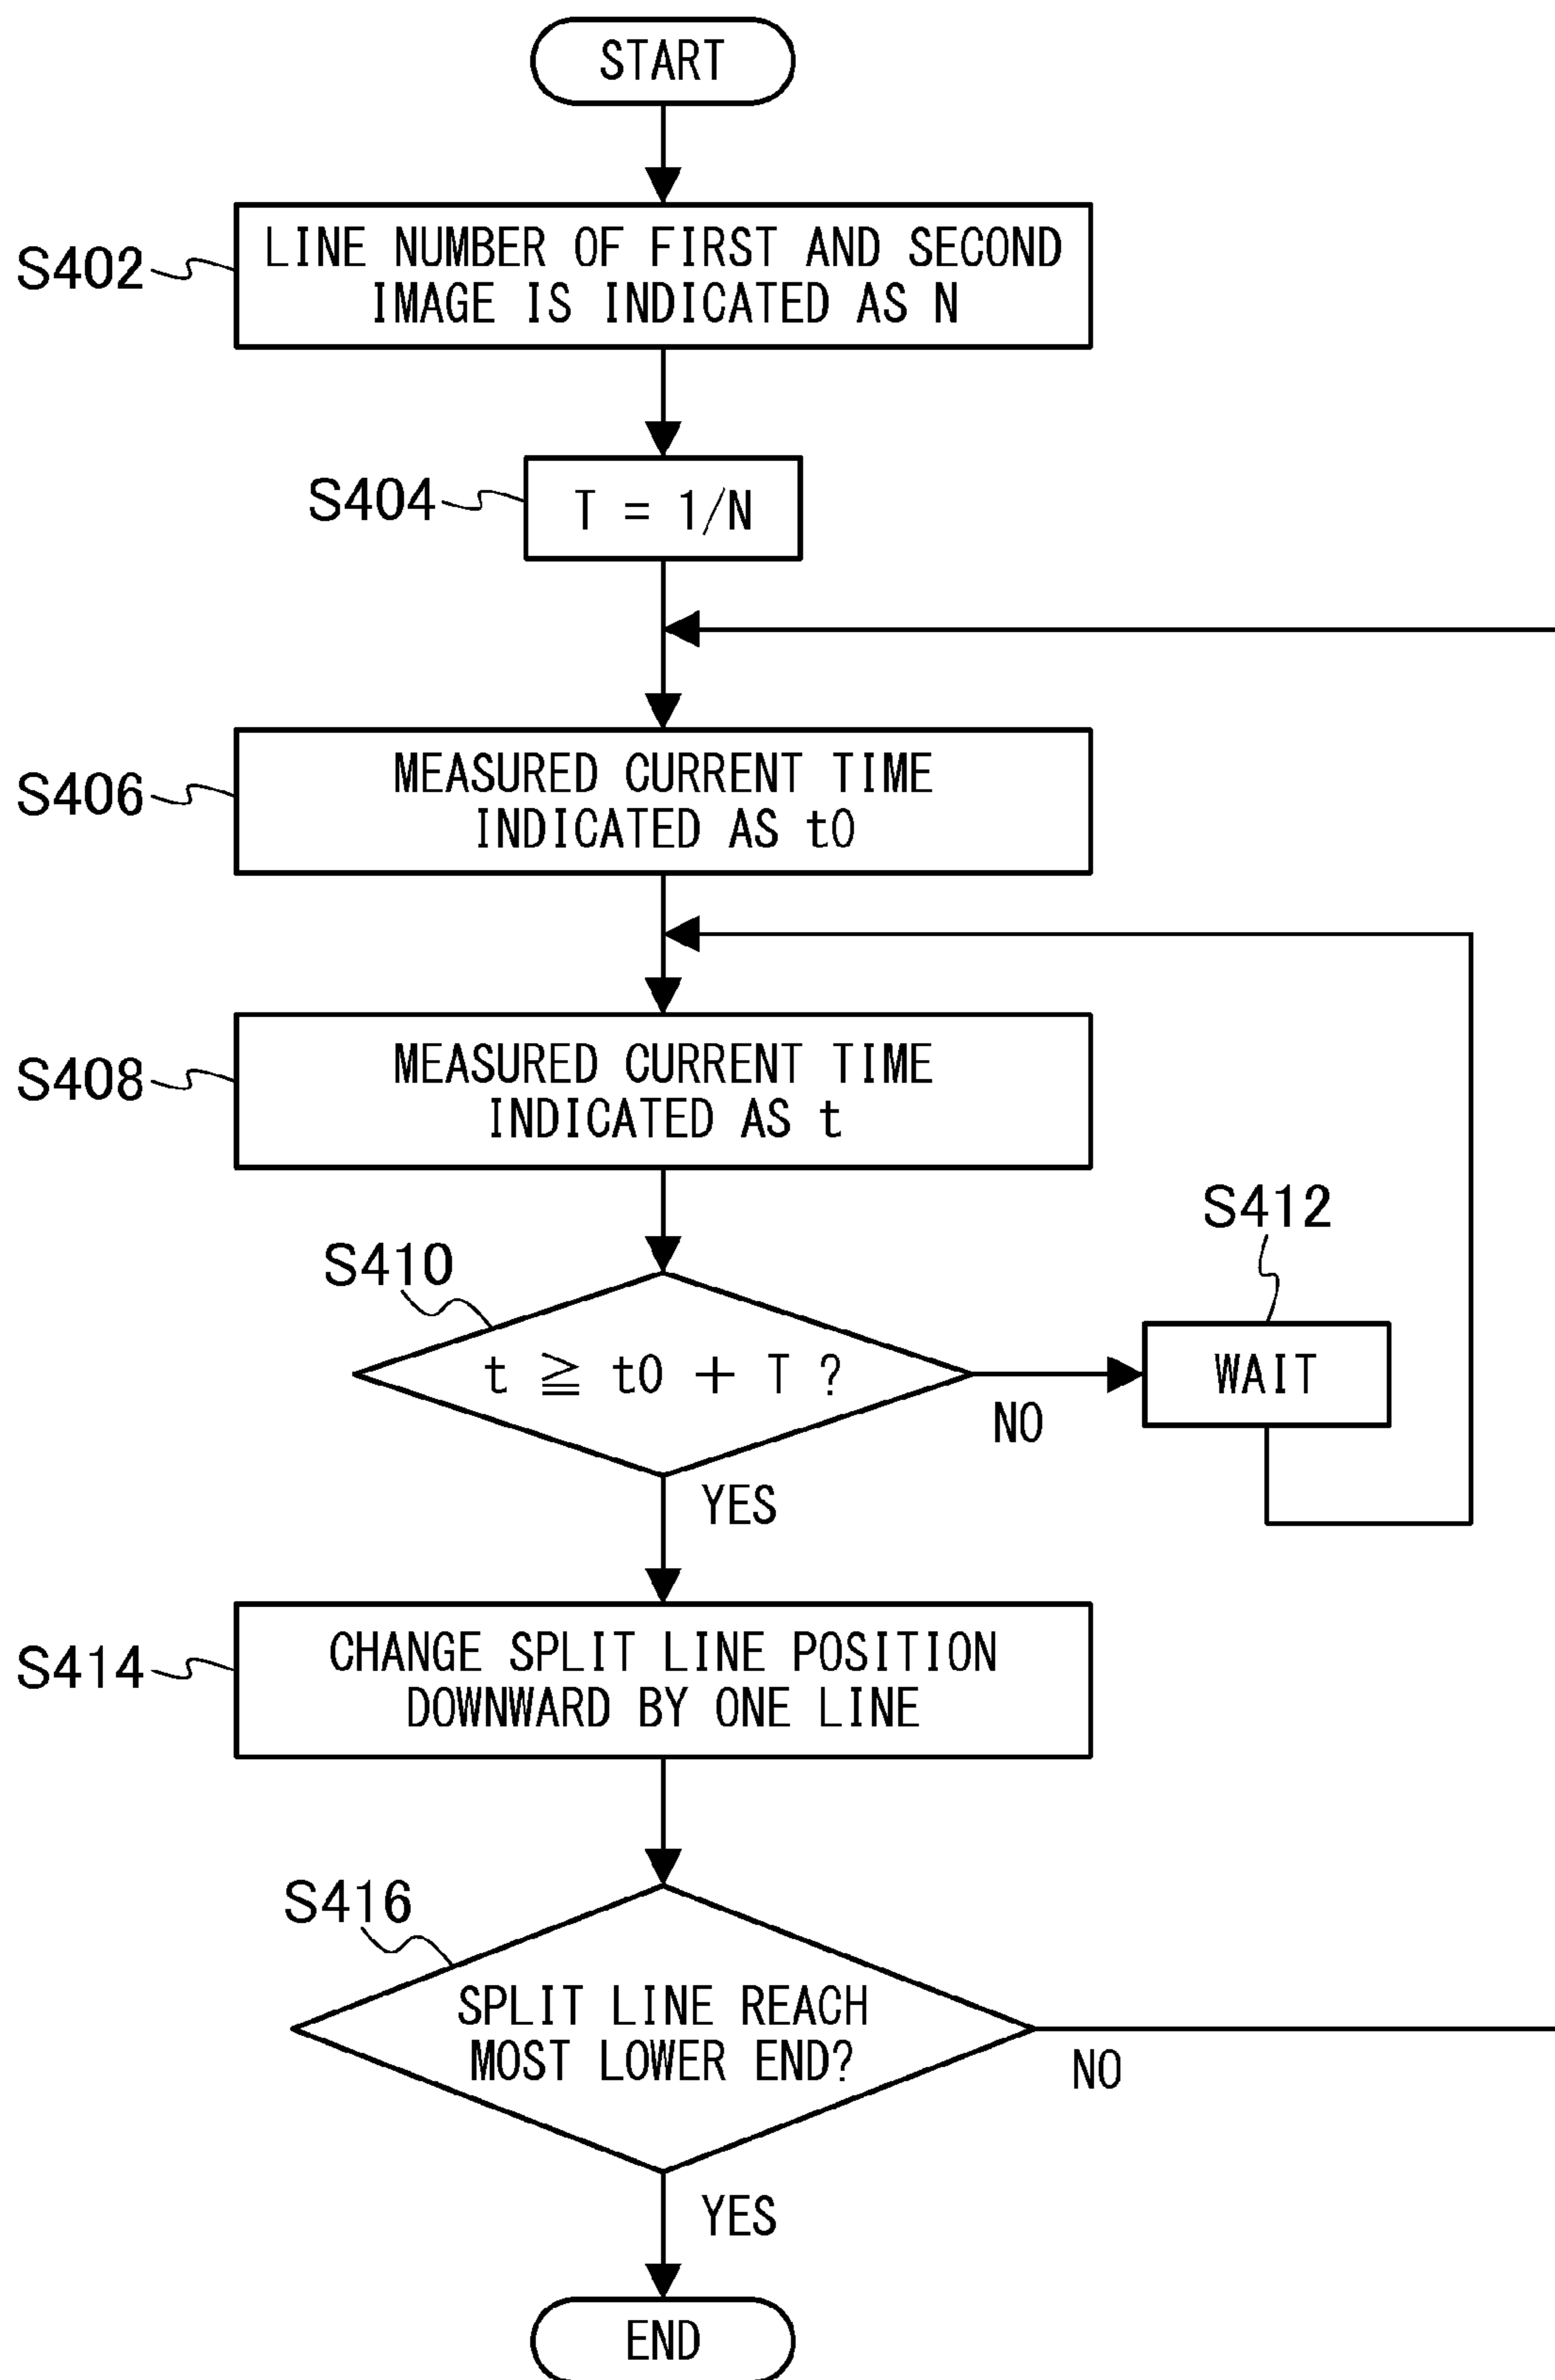 START
S402
LINE NUMBER OF FIRST AND SECOND
IMAGE IS INDICATED AS N
S404
T = 1/N
S406
MEASURED CURRENT TIME
INDICATED AS t0
S408
MEASURED CURRENT TIME
INDICATED AS t
S410
t ≧ t0 + T ?
NO
S412
WAIT
YES
S414
CHANGE SPLIT LINE POSITION
DOWNWARD BY ONE LINE
S416
SPLIT LINE REACH
MOST LOWER END?
NO
YES
END